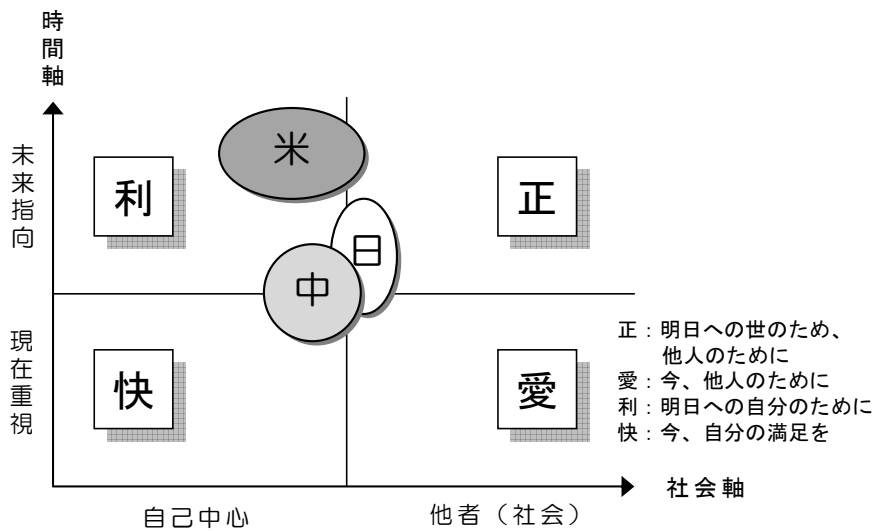 時間軸
未来指向
現在重視
利
米
正
日
中
快
愛
正：明日への世のため、
他人のために
愛：今、他人のために
利：明日への自分のために
快：今、自分の満足を
社会軸
自己中心
他者（社会）